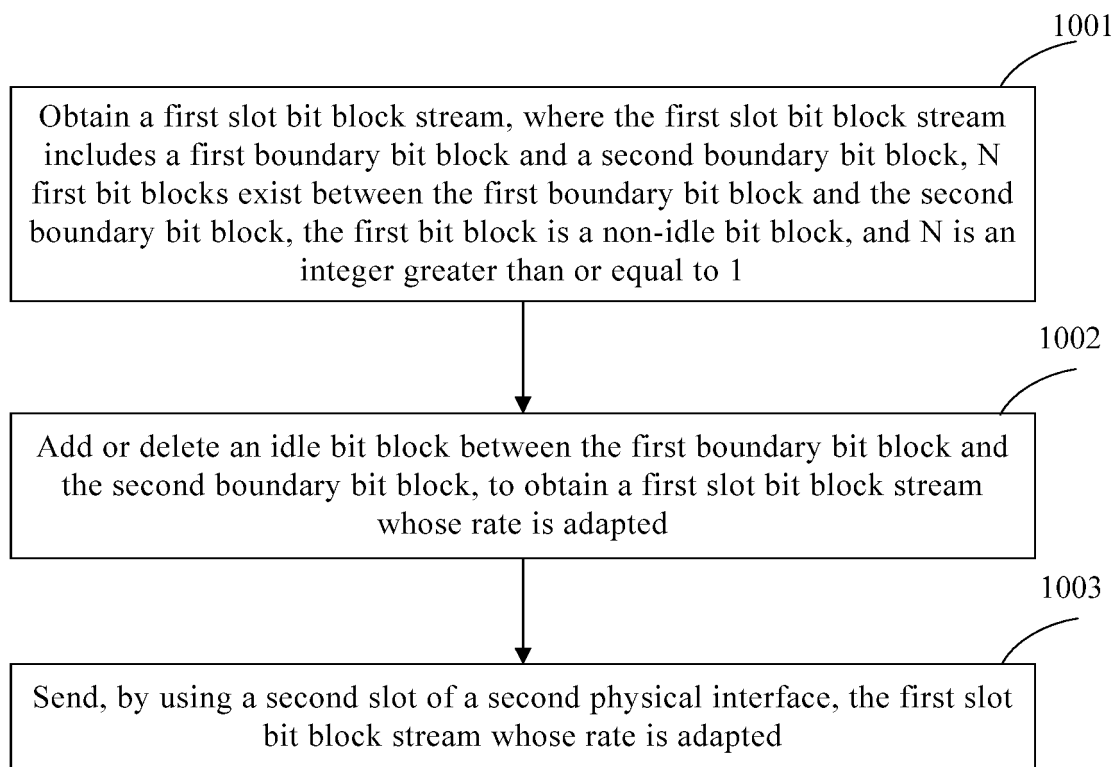 1001
Obtain a first slot bit block stream, where the first slot bit block stream
includes a first boundary bit block and a second boundary bit block, N
first bit blocks exist between the first boundary bit block and the second
boundary bit block, the first bit block is a non-idle bit block, and N is an
integer greater than or equal to 1
1002
Add or delete an idle bit block between the first boundary bit block and
the second boundary bit block, to obtain a first slot bit block stream
whose rate is adapted
1003
Send, by using a second slot of a second physical interface, the first slot
bit block stream whose rate is adapted